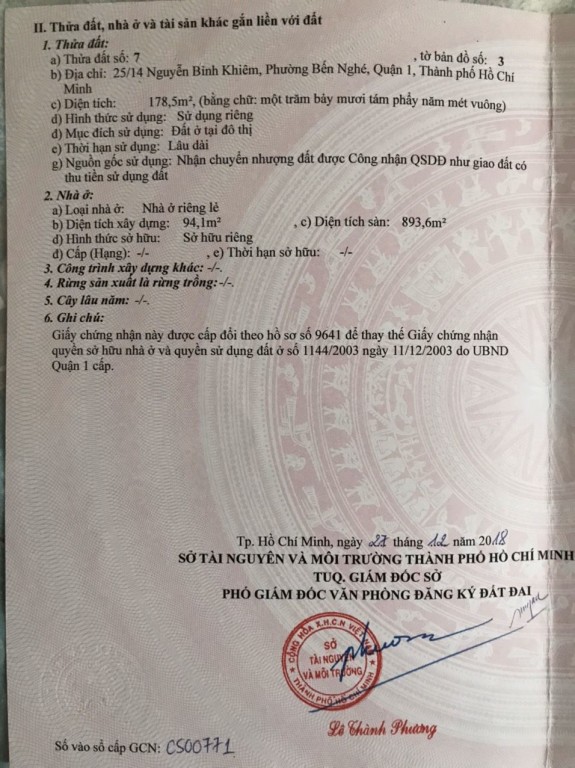 II. Thửa đất, nhà ở và tài sản khác gắn liền với đất
1. Thửa đất:
a) Thửa đất số: 7 , tờ bản đồ số: 3
b) Địa chỉ: 25/14 Nguyễn Bỉnh Khiêm, Phường Bến Nghé, Quận 1, Thành phố Hồ Chí
Minh
c) Diện tích: 178,5m², (bằng chữ: một trăm bảy mươi tám phẩy năm mét vuông)
d) Hình thức sử dụng: Sử dụng riêng
đ) Mục đích sử dụng: Đất ở tại đô thị
e) Thời hạn sử dụng: Lâu dài
g) Nguồn gốc sử dụng: Nhận chuyển nhượng đất được Công nhận QSDĐ như giao đất có
thu tiền sử dụng đất
2. Nhà ở:
a) Loại nhà ở: Nhà ở riêng lẻ
b) Diện tích xây dựng: 94,1m² , c) Diện tích sàn: 893,6m²
d) Hình thức sở hữu: Sở hữu riêng
đ) Cấp (Hạng): -/- , e) Thời hạn sở hữu: -/-
3. Công trình xây dựng khác: -/-.
4. Rừng sản xuất là rừng trồng:-/-.
5. Cây lâu năm: -/-.
6. Ghi chú:
Giấy chứng nhận này được cấp đổi theo hồ sơ số 9641 để thay thế Giấy chứng nhận
quyền sở hữu nhà ở và quyền sử dụng đất ở số 1144/2003 ngày 11/12/2003 do UBND
Quận 1 cấp.
Tp. Hồ Chí Minh, ngày 27 tháng 12 năm 2018
SỞ TÀI NGUYÊN VÀ MÔI TRƯỜNG THÀNH PHỐ HỒ CHÍ MINH
TUQ. GIÁM ĐỐC SỞ
PHÓ GIÁM ĐỐC VĂN PHÒNG ĐĂNG KÝ ĐẤT ĐAI
CỘNG HÒA X.H.C.N VIỆT NAM
SỞ
TÀI NGUYÊN
VÀ MÔI TRƯỜNG
THÀNH PHỐ HỒ CHÍ MINH
Lê Thành Phương
Số vào sổ cấp GCN: CS00771